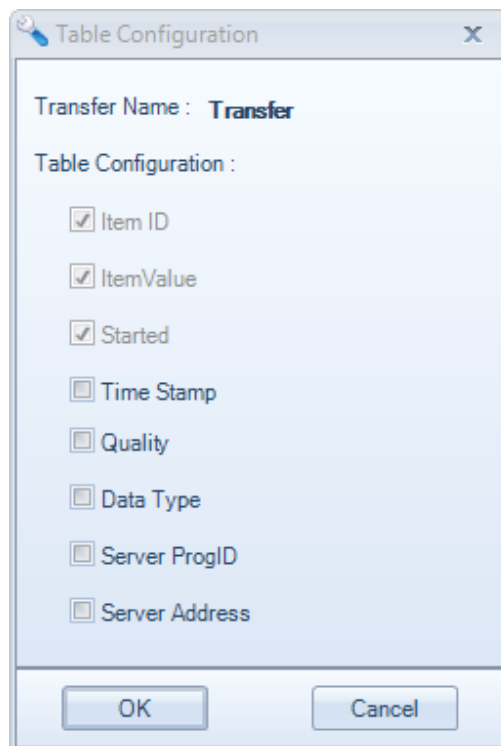 Table Configuration
x
Transfer Name : Transfer
Table Configuration :
Item ID
ItemValue
Started
Time Stamp
Quality
Data Type
Server ProgID
Server Address
OK Cancel